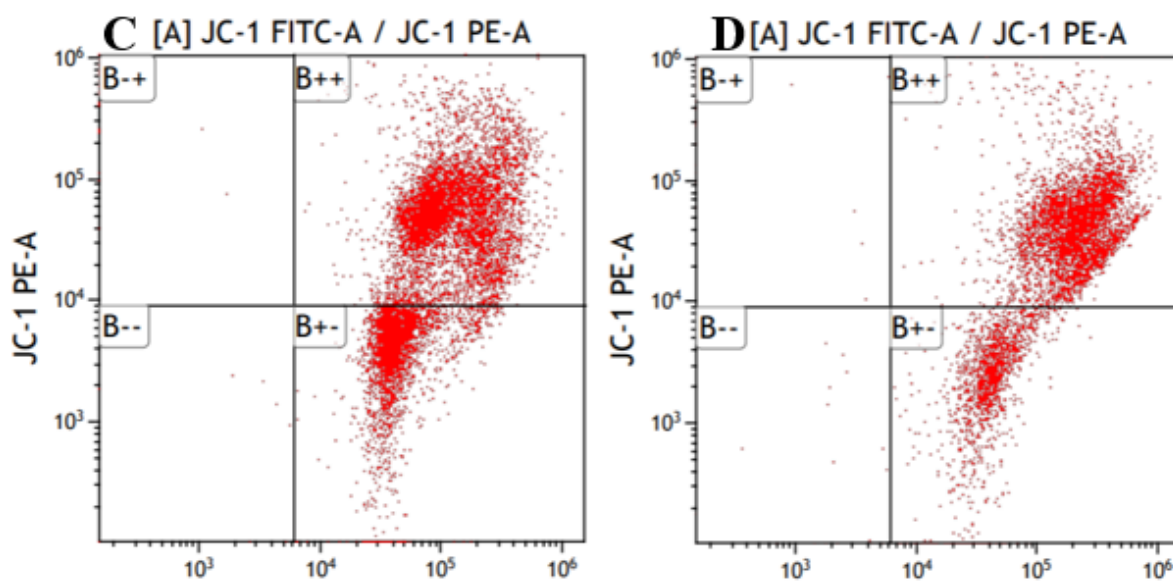 C [A] JC-1 FITC-A / JC-1 PE-A
B-+
B++
B--
B+-
JC-1 PE-A
10⁶
10⁵
10⁴
10³
10³ 10⁴ 10⁵ 10⁶
D [A] JC-1 FITC-A / JC-1 PE-A
B-+
B++
B--
B+-
JC-1 PE-A
10⁶
10⁵
10⁴
10³
10³ 10⁴ 10⁵ 10⁶